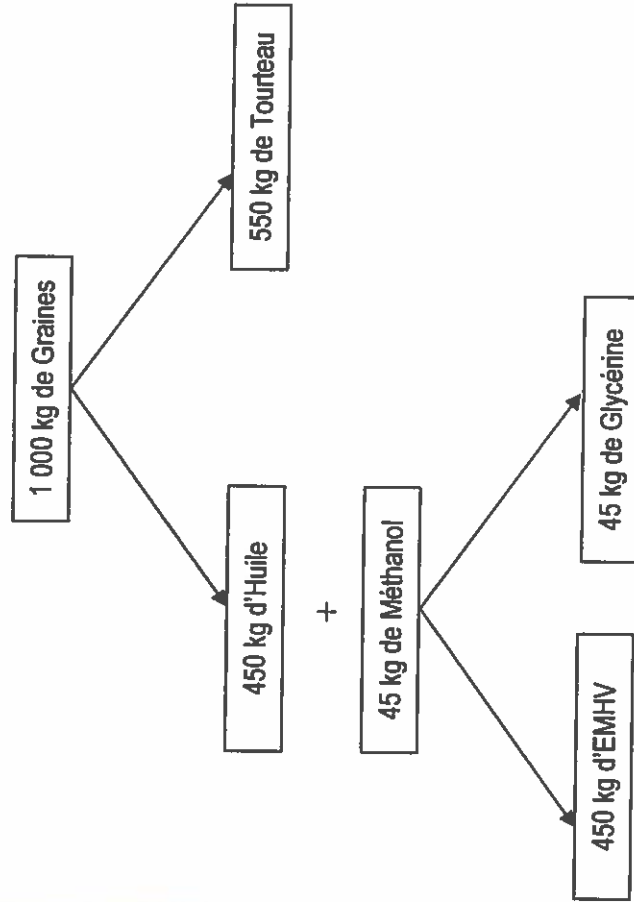 1 000 kg de Graines
450 kg d'Huile
550 kg de Tourteau
+
45 kg de Méthanol
450 kg d'EMHV
45 kg de Glycérine